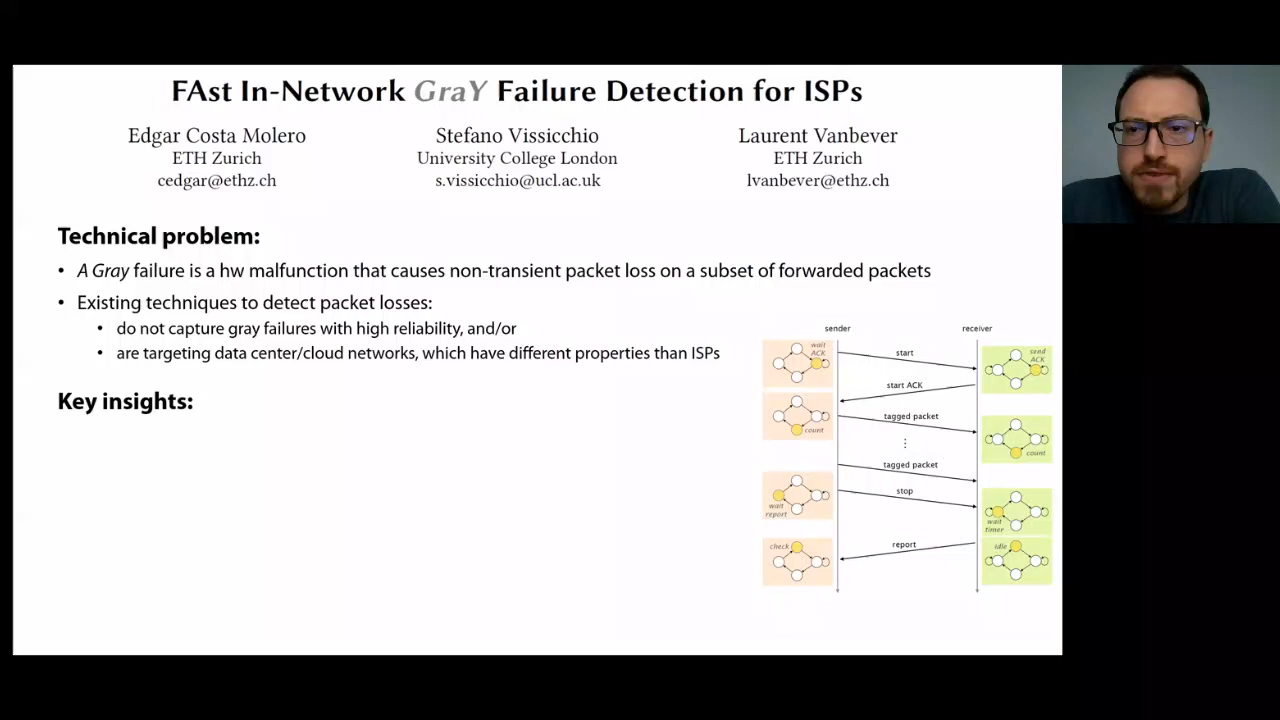 FAst In-Network GraY Failure Detection for ISPs
Edgar Costa Molero
ETH Zurich
cedgar@ethz.ch
Stefano Vissicchio
University College London
s.vissicchio@ucl.ac.uk
Laurent Vanbever
ETH Zurich
lvanbever@ethz.ch
Technical problem:
• A Gray failure is a hw malfunction that causes non-transient packet loss on a subset of forwarded packets
• Existing techniques to detect packet losses:
• do not capture gray failures with high reliability, and/or
• are targeting data center/cloud networks, which have different properties than ISPs
Key insights:
sender
receiver
wait
ACK
start
send
ACK
start ACK
count
tagged packet
count
⋮
tagged packet
wait
report
stop
wait
timer
check
report
idle